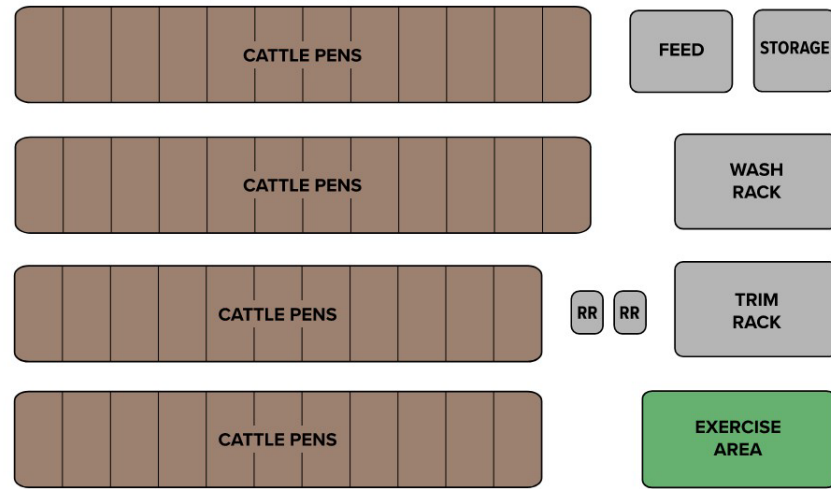 CATTLE PENS
FEED
STORAGE
CATTLE PENS
WASH
RACK
CATTLE PENS
RR
RR
TRIM
RACK
CATTLE PENS
EXERCISE
AREA